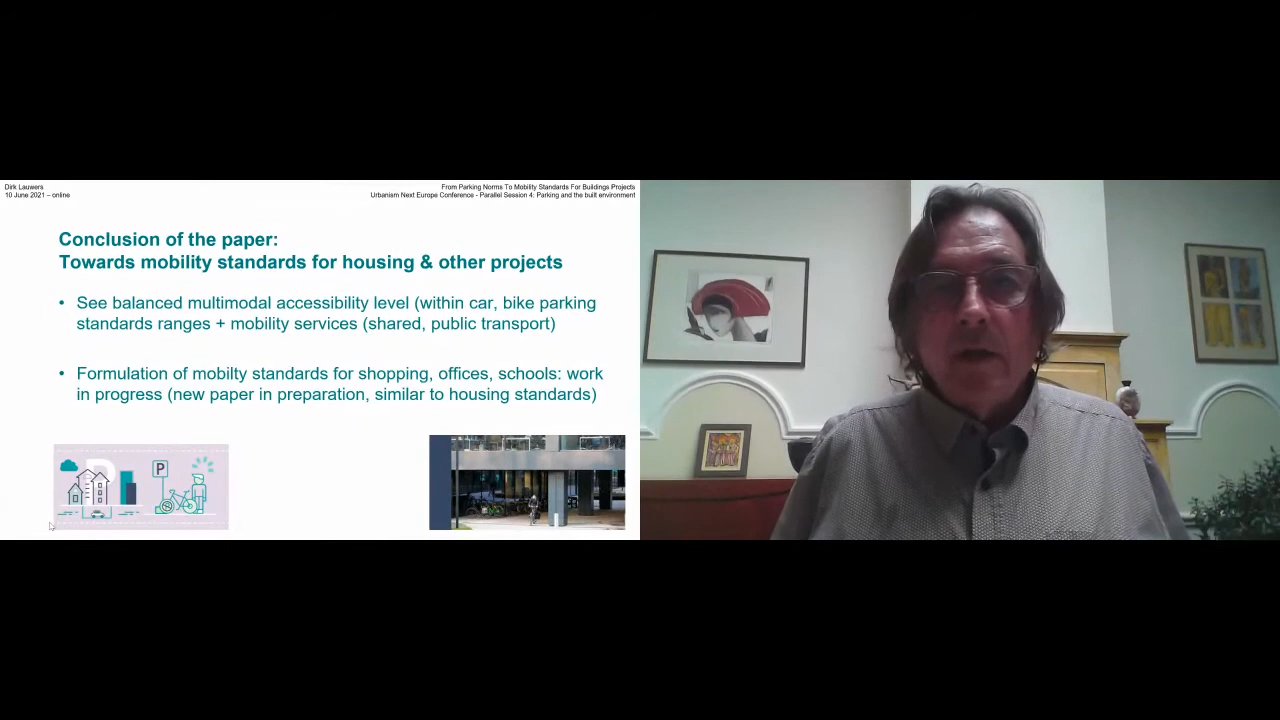 Dirk Lauwers
10 June 2021 – online
From Parking Norms To Mobility Standards For Buildings Projects
Urbanism Next Europe Conference - Parallel Session 4: Parking and the built environment
Conclusion of the paper:
Towards mobility standards for housing & other projects
• See balanced multimodal accessibility level (within car, bike parking
standards ranges + mobility services (shared, public transport)
• Formulation of mobilty standards for shopping, offices, schools: work
in progress (new paper in preparation, similar to housing standards)
P